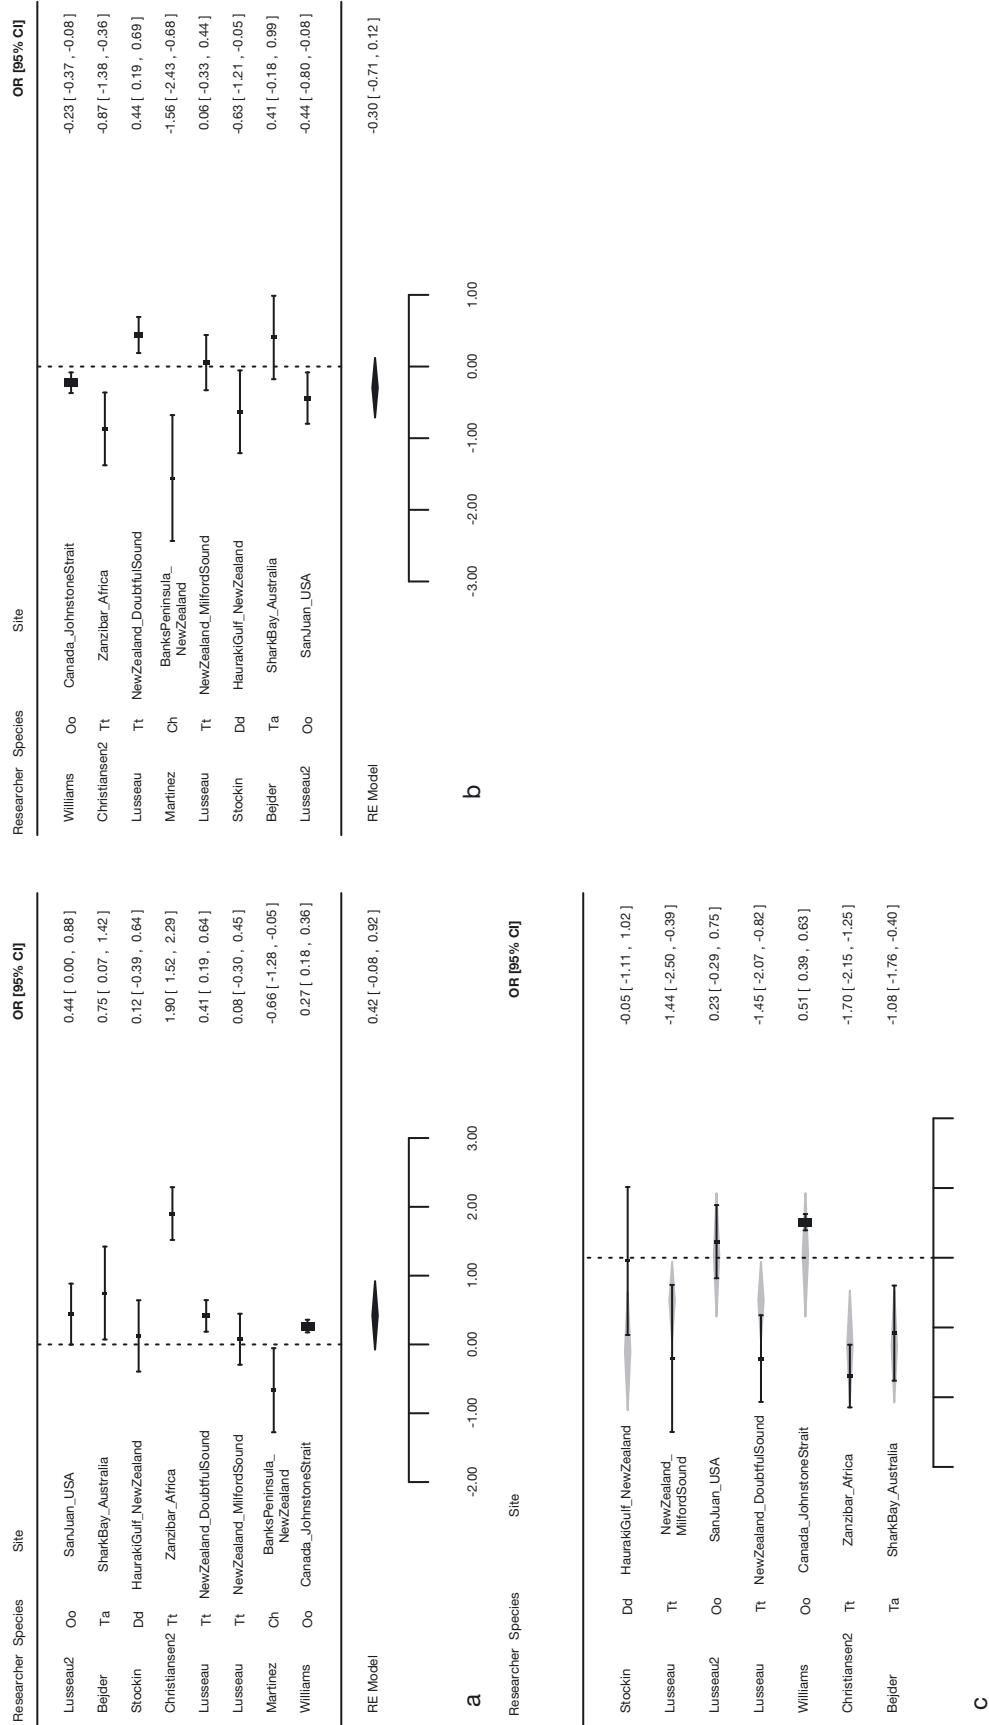 Researcher Species Site OR [95% CI]
Lusseau2 Oo SanJuan_USA 0.44 [ 0.00 , 0.88 ]
Bejder Ta SharkBay_Australia 0.75 [ 0.07 , 1.42 ]
Stockin Dd HaurakiGulf_NewZealand 0.12 [ -0.39 , 0.64 ]
Christiansen2 Tt Zanzibar_Africa 1.90 [ 1.52 , 2.29 ]
Lusseau Tt NewZealand_DoubtfulSound 0.41 [ 0.19 , 0.64 ]
Lusseau Tt NewZealand_MilfordSound 0.08 [ -0.30 , 0.45 ]
Martinez Ch BanksPeninsula_ -0.66 [ -1.28 , -0.05 ]
NewZealand
Williams Oo Canada_JohnstoneStrait 0.27 [ 0.18 , 0.36 ]
RE Model 0.42 [ -0.08 , 0.92 ]
-2.00 -1.00 0.00 1.00 2.00 3.00
a
Researcher Species Site OR [95% CI]
Williams Oo Canada_JohnstoneStrait -0.23 [ -0.37 , -0.08 ]
Christiansen2 Tt Zanzibar_Africa -0.87 [ -1.38 , -0.36 ]
Lusseau Tt NewZealand_DoubtfulSound 0.44 [ 0.19 , 0.69 ]
Martinez Ch BanksPeninsula_ -1.56 [ -2.43 , -0.68 ]
NewZealand
Lusseau Tt NewZealand_MilfordSound 0.06 [ -0.33 , 0.44 ]
Stockin Dd HaurakiGulf_NewZealand -0.63 [ -1.21 , -0.05 ]
Bejder Ta SharkBay_Australia 0.41 [ -0.18 , 0.99 ]
Lusseau2 Oo SanJuan_USA -0.44 [ -0.80 , -0.08 ]
RE Model -0.30 [ -0.71 , 0.12 ]
-3.00 -2.00 -1.00 0.00 1.00
b
Researcher Species Site OR [95% CI]
Stockin Dd HaurakiGulf_NewZealand -0.05 [ -1.11 , 1.02 ]
Lusseau Tt NewZealand_ -1.44 [ -2.50 , -0.39 ]
MilfordSound
Lusseau2 Oo SanJuan_USA 0.23 [ -0.29 , 0.75 ]
Lusseau Tt NewZealand_DoubtfulSound -1.45 [ -2.07 , -0.82 ]
Williams Oo Canada_JohnstoneStrait 0.51 [ 0.39 , 0.63 ]
Christiansen2 Tt Zanzibar_Africa -1.70 [ -2.15 , -1.25 ]
Bejder Ta SharkBay_Australia -1.08 [ -1.76 , -0.40 ]
c